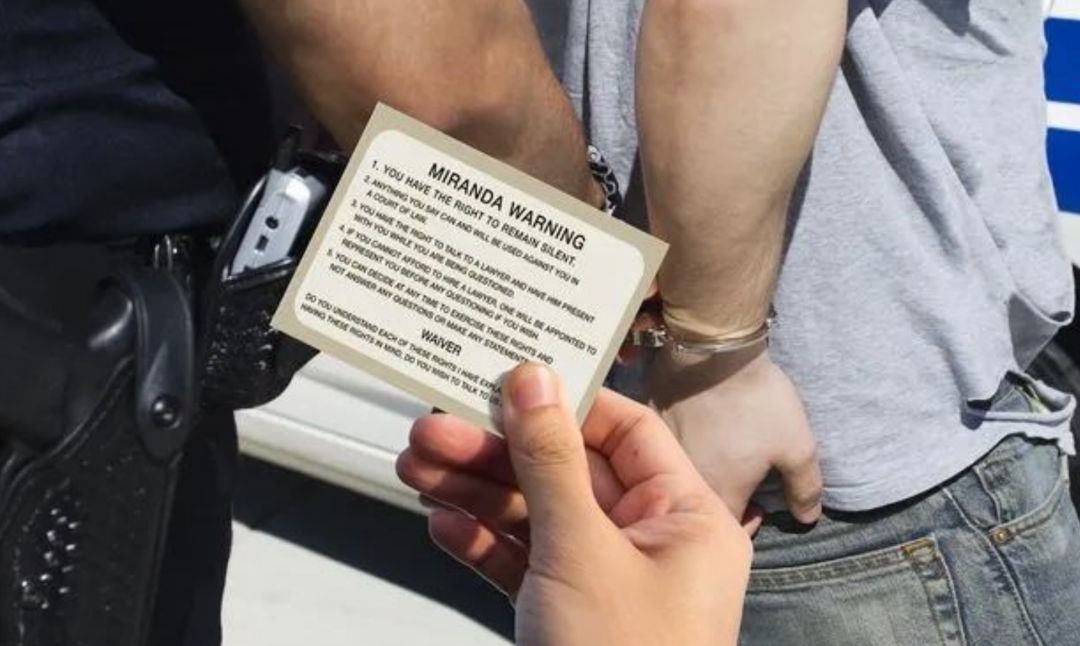 MIRANDA WARNING
1. YOU HAVE THE RIGHT TO REMAIN SILENT.
2. ANYTHING YOU SAY CAN AND WILL BE USED AGAINST YOU IN
A COURT OF LAW.
3. YOU HAVE THE RIGHT TO TALK TO A LAWYER AND HAVE HIM PRESENT
WITH YOU WHILE YOU ARE BEING QUESTIONED.
4. IF YOU CANNOT AFFORD TO HIRE A LAWYER, ONE WILL BE APPOINTED TO
REPRESENT YOU BEFORE ANY QUESTIONING IF YOU WISH.
5. YOU CAN DECIDE AT ANY TIME TO EXERCISE THESE RIGHTS AND
NOT ANSWER ANY QUESTIONS OR MAKE ANY STATEMENTS
WAIVER
DO YOU UNDERSTAND EACH OF THESE RIGHTS I HAVE EXPLA
HAVING THESE RIGHTS IN MIND, DO YOU WISH TO TALK TO US